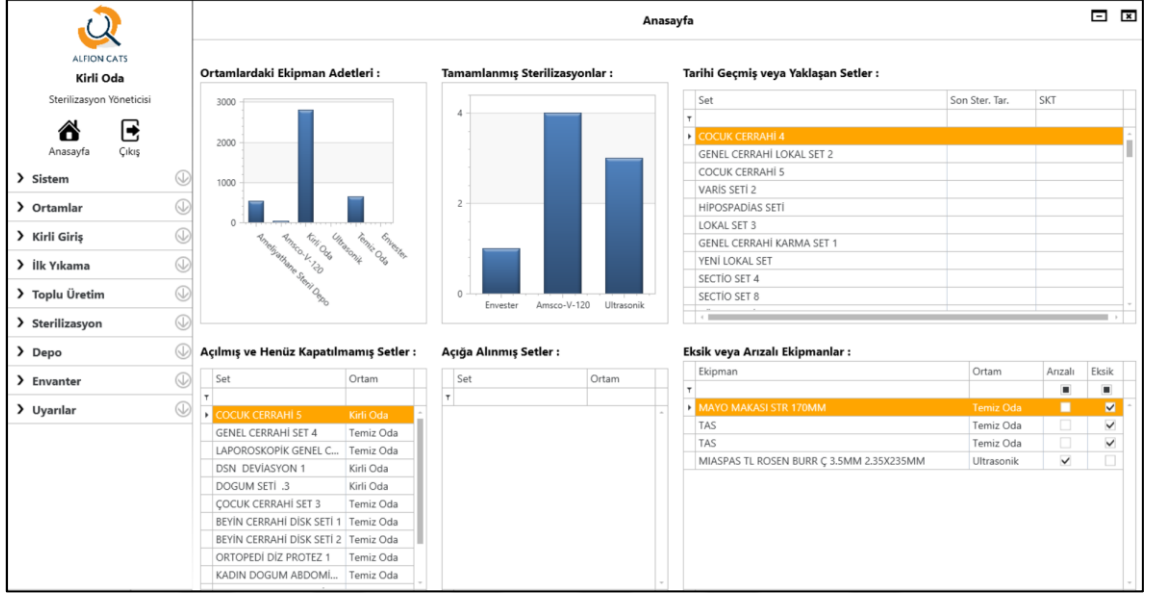 Anasayfa
ALFION CATS
Kirli Oda
Sterilizasyon Yöneticisi
Anasayfa Çıkış
Sistem
Ortamlar
Kirli Giriş
İlk Yıkama
Toplu Üretim
Sterilizasyon
Depo
Envanter
Uyarılar
Ortamlardaki Ekipman Adetleri :
3000
2000
1000
0
Ameliyathane Steril Depo
Amsco-V-120
Kirli Oda
Ultrasonik
Temiz Oda
Envester
Tamamlanmış Sterilizasyonlar :
4
2
0
Envester Amsco-V-120 Ultrasonik
Tarihi Geçmiş veya Yaklaşan Setler :
Set Son Ster. Tar. SKT
COCUK CERRAHİ 4
GENEL CERRAHİ LOKAL SET 2
COCUK CERRAHİ 5
VARİS SETİ 2
HİPOSPADİAS SETİ
LOKAL SET 3
GENEL CERRAHİ KARMA SET 1
YENİ LOKAL SET
SECTİO SET 4
SECTİO SET 8
Açılmış ve Henüz Kapatılmamış Setler :
Set Ortam
COCUK CERRAHİ 5 Kirli Oda
GENEL CERRAHİ SET 4 Temiz Oda
LAPOROSKOPİK GENEL C... Temiz Oda
DSN DEVİASYON 1 Kirli Oda
DOGUM SETİ .3 Kirli Oda
ÇOCUK CERRAHİ SET 3 Temiz Oda
BEYİN CERRAHİ DİSK SETİ 1 Temiz Oda
BEYİN CERRAHİ DİSK SETİ 2 Temiz Oda
ORTOPEDİ DİZ PROTEZ 1 Temiz Oda
KADIN DOGUM ABDOMİ... Temiz Oda
Açığa Alınmış Setler :
Set Ortam
Eksik veya Arızalı Ekipmanlar :
Ekipman Ortam Arızalı Eksik
MAYO MAKASI STR 170MM Temiz Oda
TAS Temiz Oda
TAS Temiz Oda
MIASPAS TL ROSEN BURR Ç 3.5MM 2.35X235MM Ultrasonik